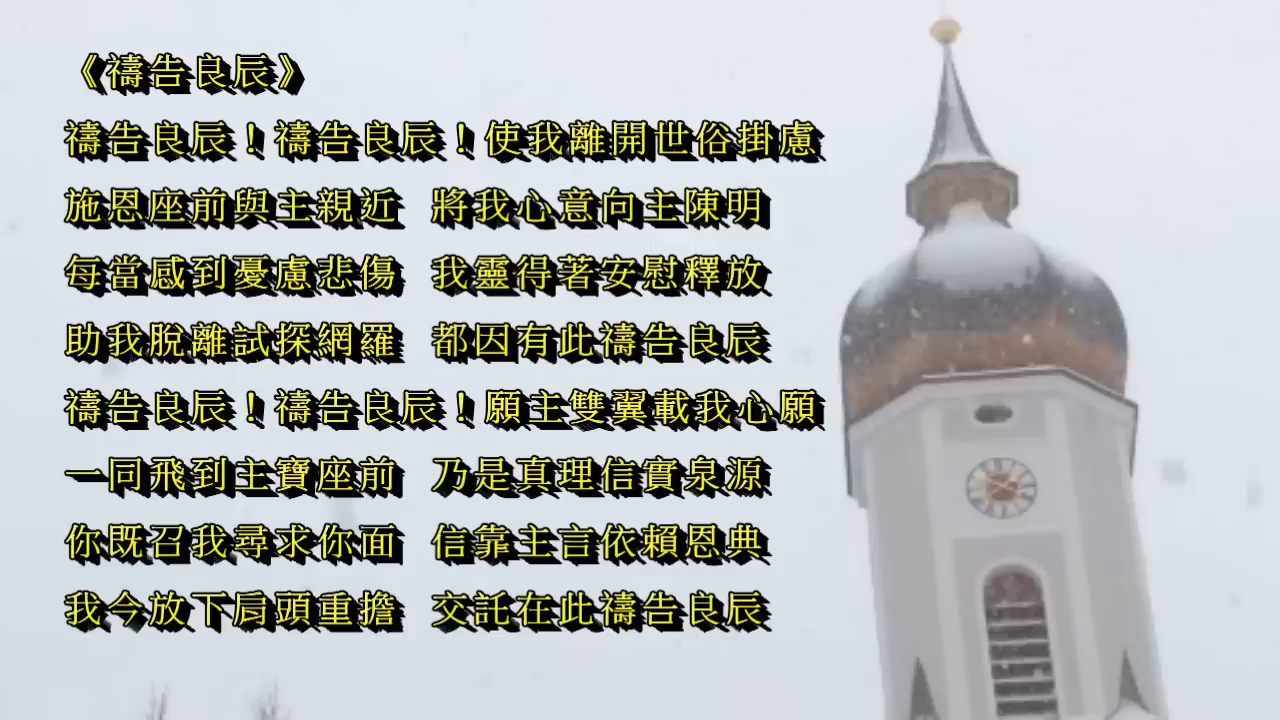 《禱告良辰》
禱告良辰！禱告良辰！使我離開世俗掛慮
施恩座前與主親近 將我心意向主陳明
每當感到憂慮悲傷 我靈得著安慰釋放
助我脫離試探網羅 都因有此禱告良辰
禱告良辰！禱告良辰！願主雙翼載我心願
一同飛到主寶座前 乃是真理信實泉源
你既召我尋求你面 信靠主言依賴恩典
我今放下肩頭重擔 交託在此禱告良辰